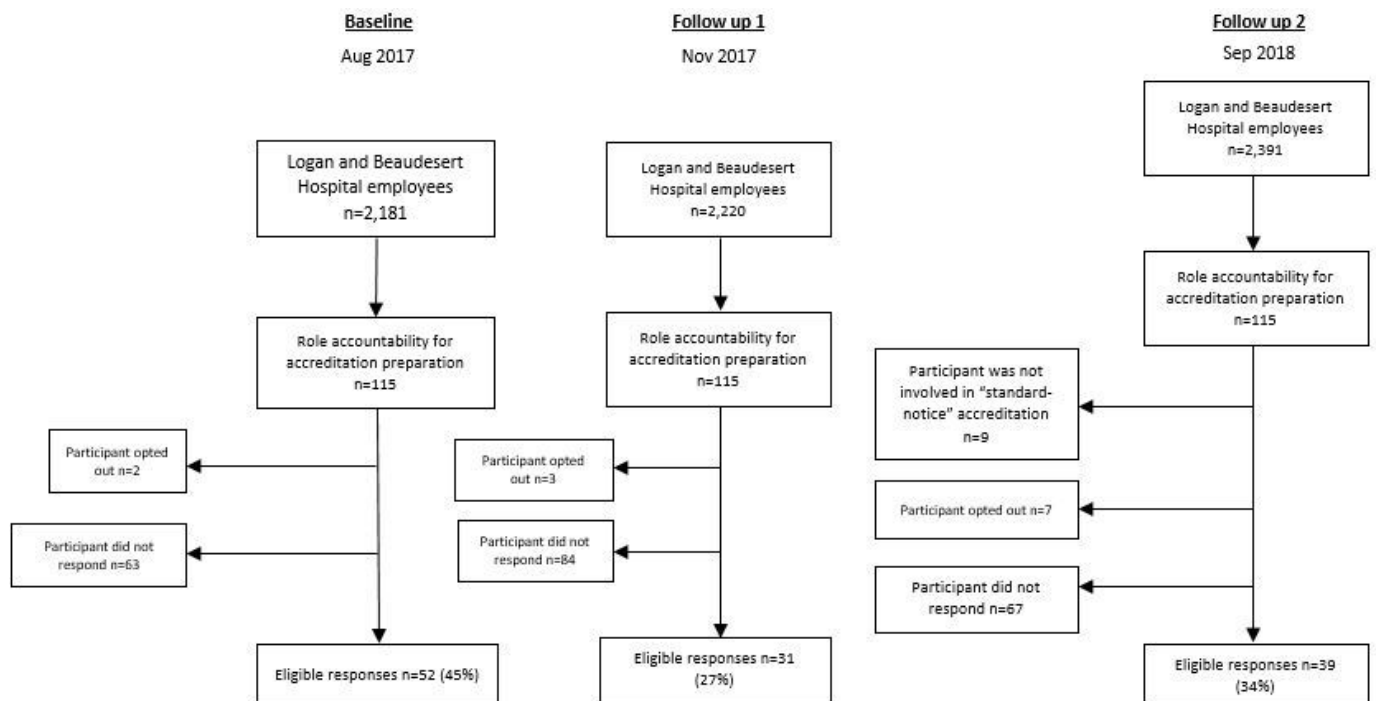 Baseline
Aug 2017
Logan and Beaudesert
Hospital employees
n=2,181
Role accountability for
accreditation preparation
n=115
Participant opted
out n=2
Participant did not
respond n=63
Eligible responses n=52 (45%)
Follow up 1
Nov 2017
Logan and Beaudesert
Hospital employees
n=2,220
Role accountability for
accreditation preparation
n=115
Participant opted
out n=3
Participant did not
respond n=84
Eligible responses n=31
(27%)
Follow up 2
Sep 2018
Logan and Beaudesert
Hospital employees
n=2,391
Role accountability for
accreditation preparation
n=115
Participant was not
involved in “standard-
notice” accreditation
n=9
Participant opted out n=7
Participant did not
respond n=67
Eligible responses n=39
(34%)